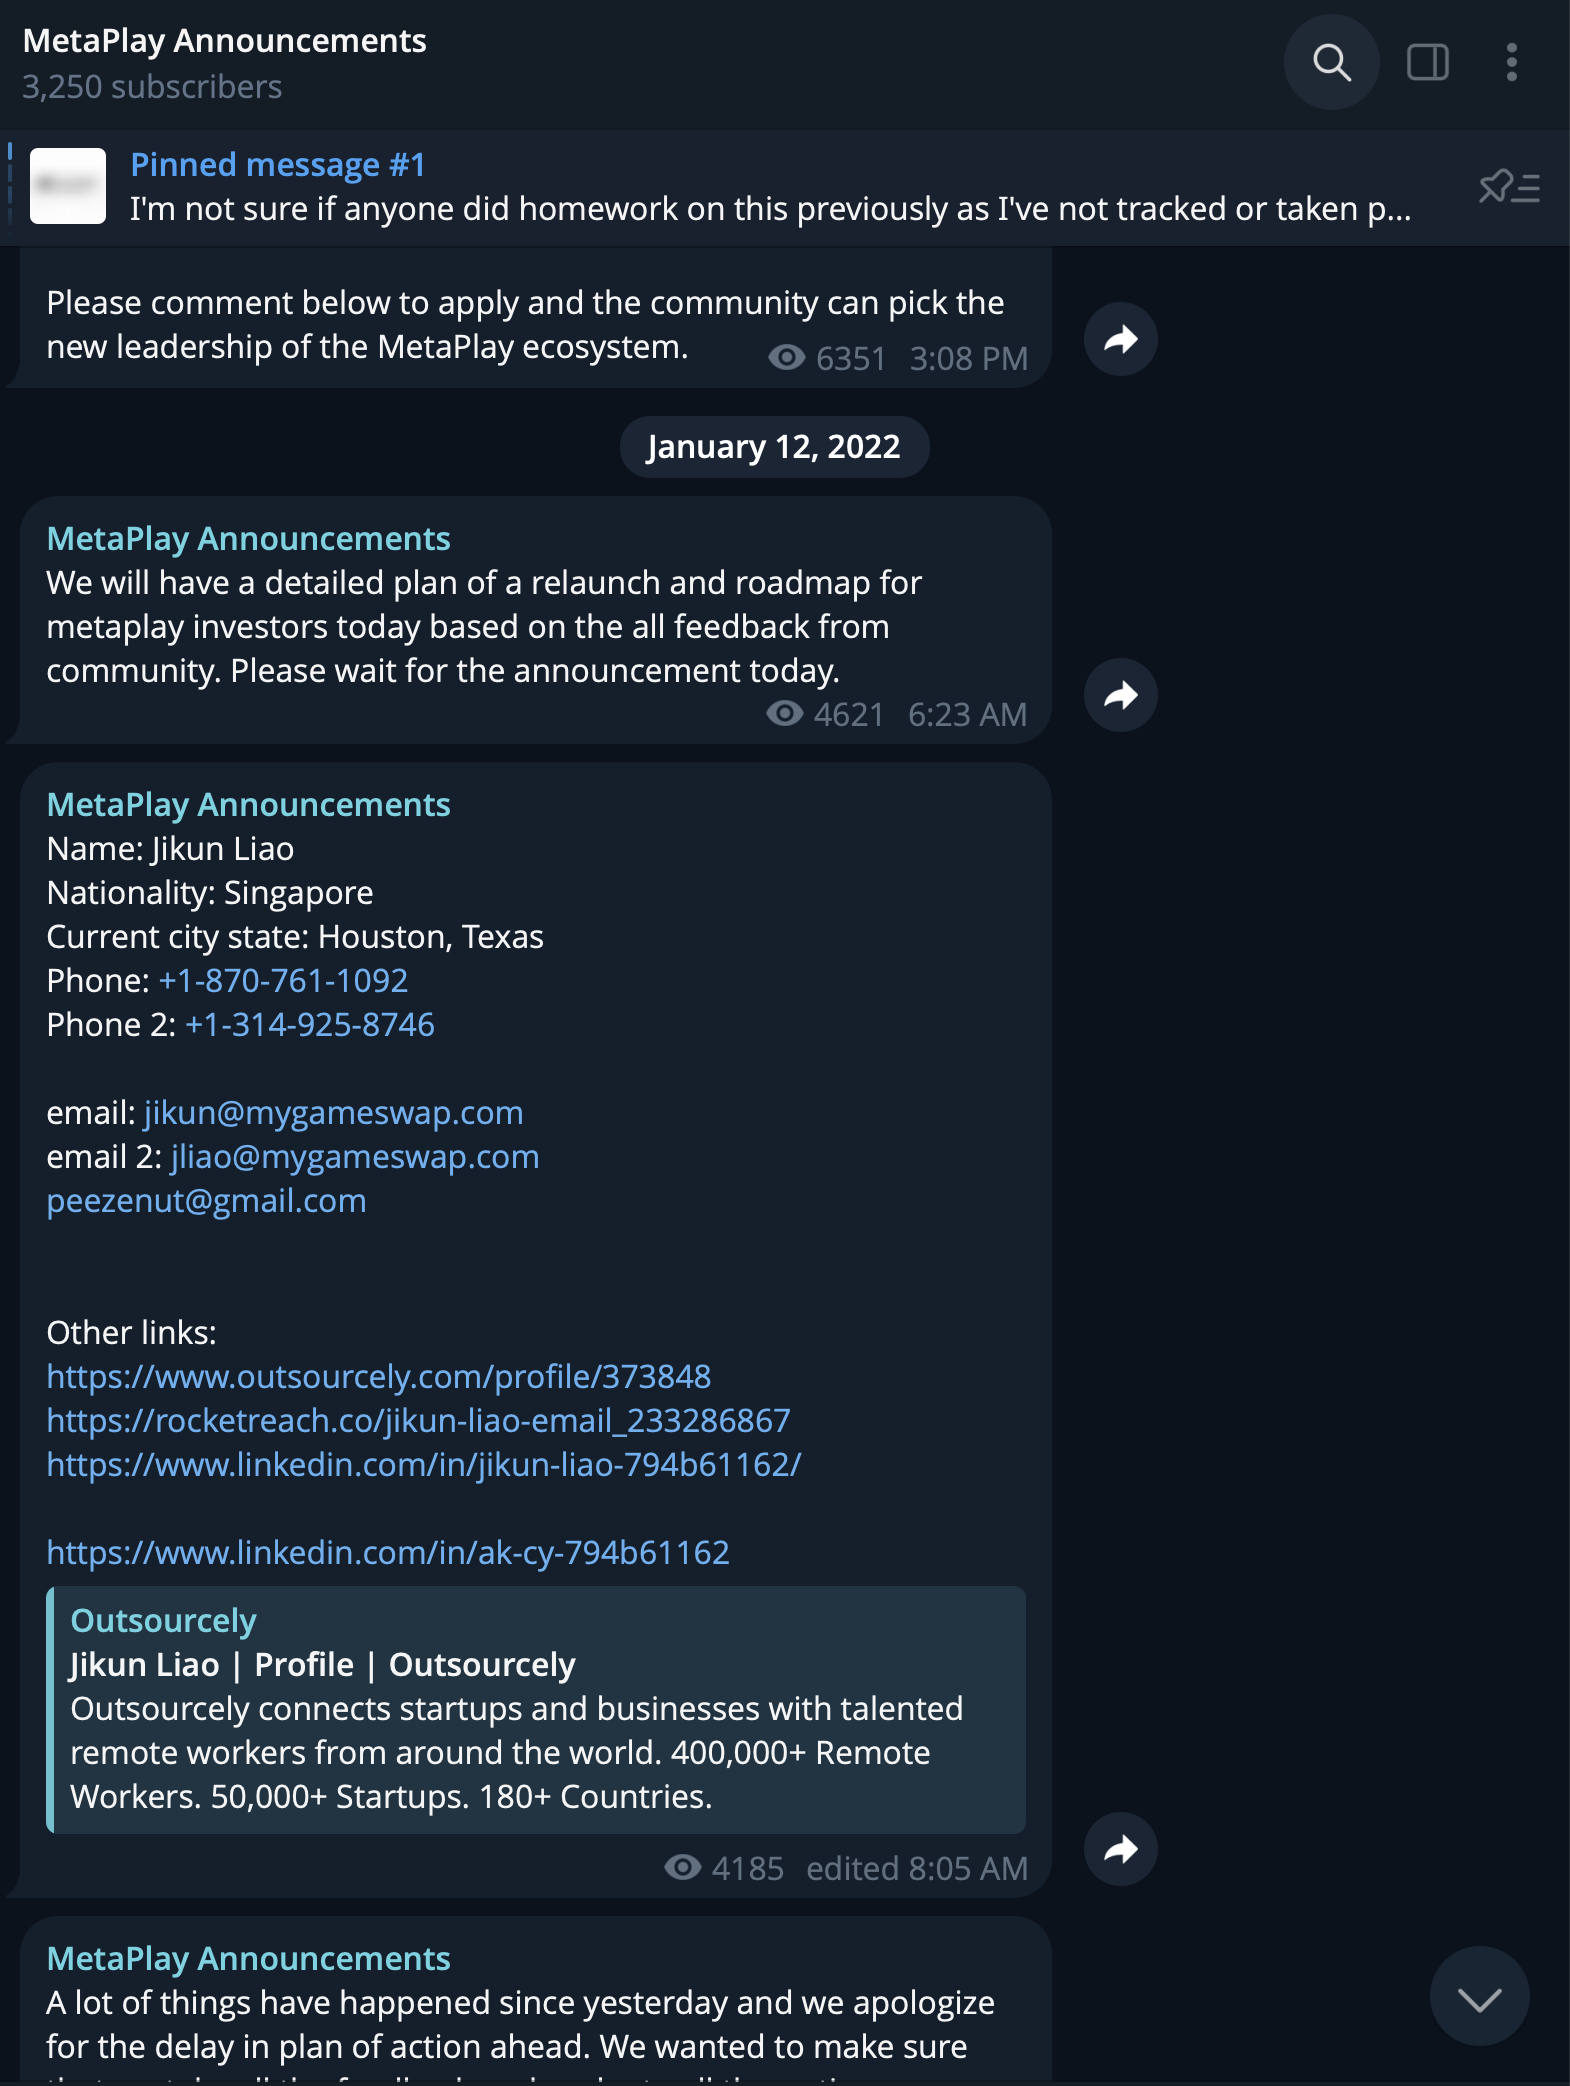 MetaPlay Announcements
3,250 subscribers
Pinned message #1
I'm not sure if anyone did homework on this previously as I've not tracked or taken p...
Please comment below to apply and the community can pick the
new leadership of the MetaPlay ecosystem.
6351 3:08 PM
January 12, 2022
MetaPlay Announcements
We will have a detailed plan of a relaunch and roadmap for
metaplay investors today based on the all feedback from
community. Please wait for the announcement today.
4621 6:23 AM
MetaPlay Announcements
Name: Jikun Liao
Nationality: Singapore
Current city state: Houston, Texas
Phone: +1-870-761-1092
Phone 2: +1-314-925-8746
email: jikun@mygameswap.com
email 2: jliao@mygameswap.com
peezenut@gmail.com
Other links:
https://www.outsourcely.com/profile/373848
https://rocketreach.co/jikun-liao-email_233286867
https://www.linkedin.com/in/jikun-liao-794b61162/
https://www.linkedin.com/in/ak-cy-794b61162
Outsourcely
Jikun Liao | Profile | Outsourcely
Outsourcely connects startups and businesses with talented
remote workers from around the world. 400,000+ Remote
Workers. 50,000+ Startups. 180+ Countries.
4185 edited 8:05 AM
MetaPlay Announcements
A lot of things have happened since yesterday and we apologize
for the delay in plan of action ahead. We wanted to make sure